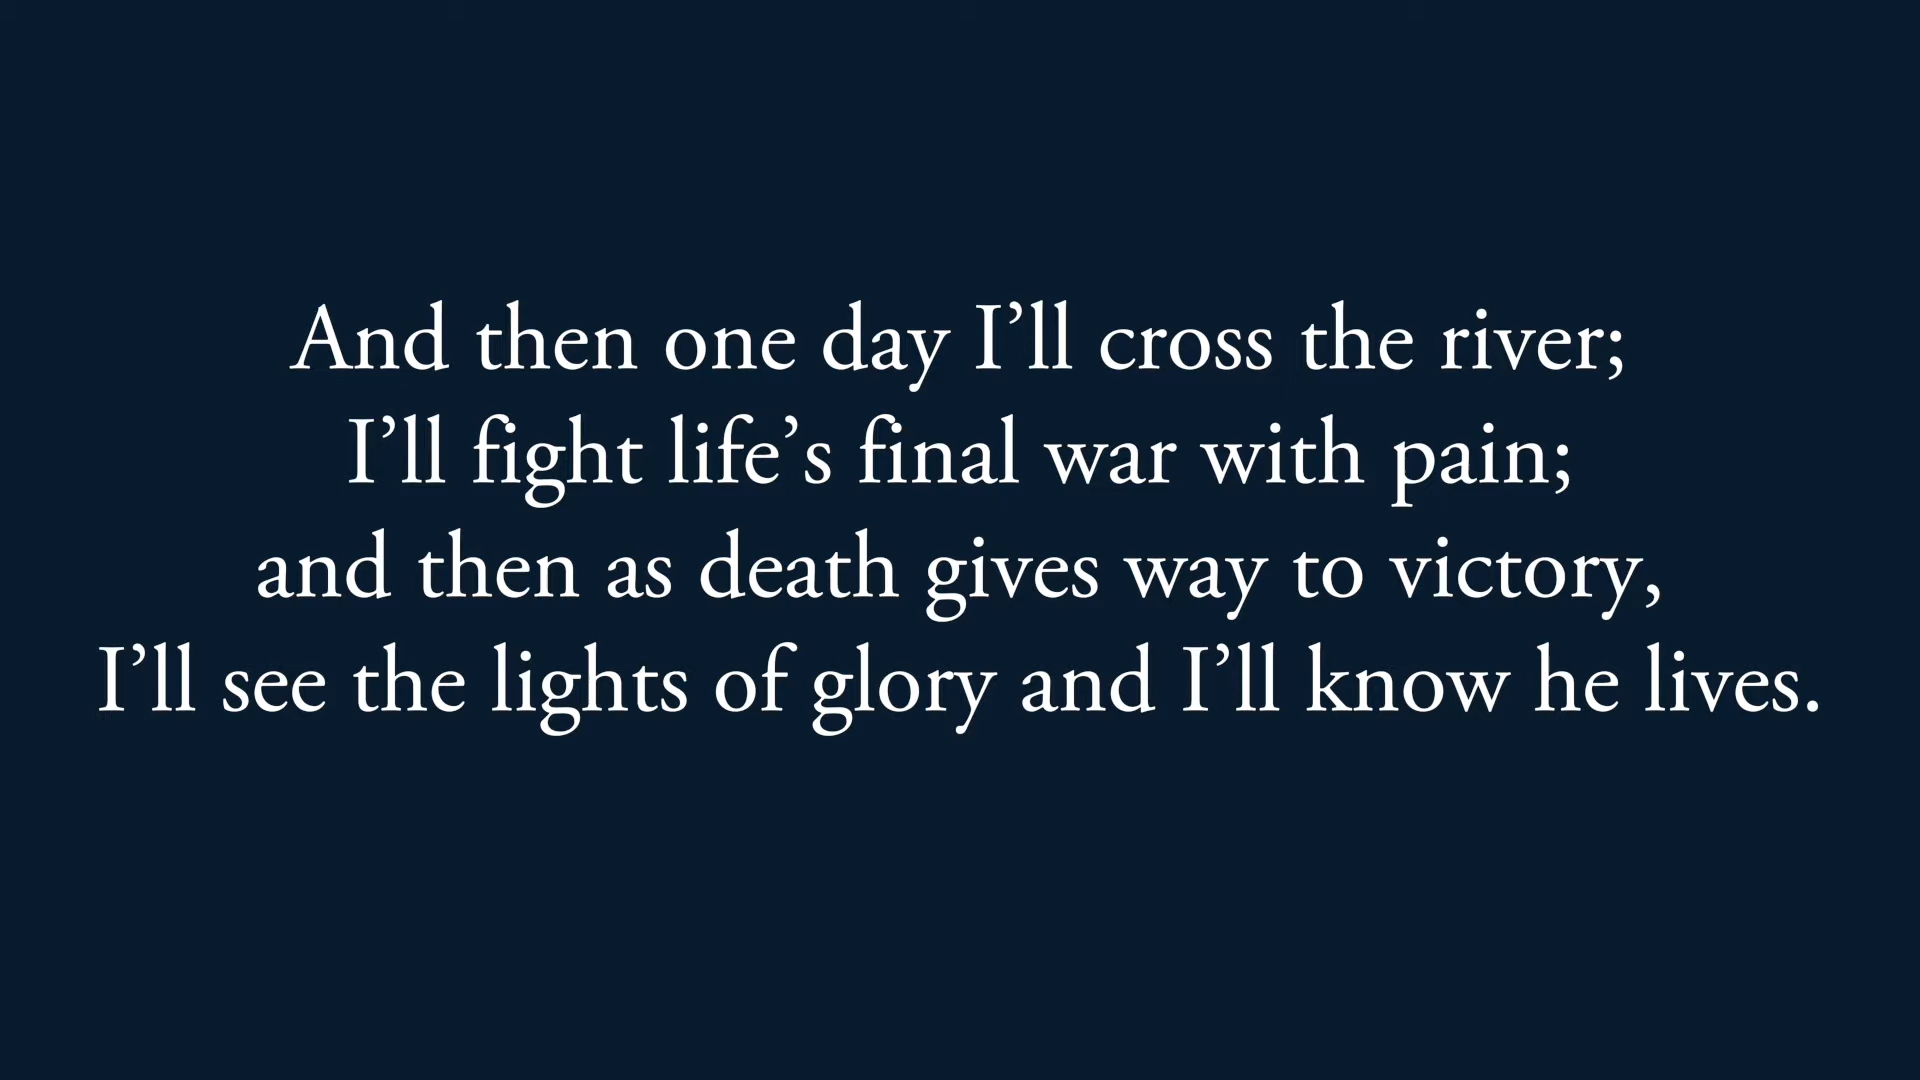 And then one day I’ll cross the river;
I’ll fight life’s final war with pain;
and then as death gives way to victory,
I’ll see the lights of glory and I’ll know he lives.